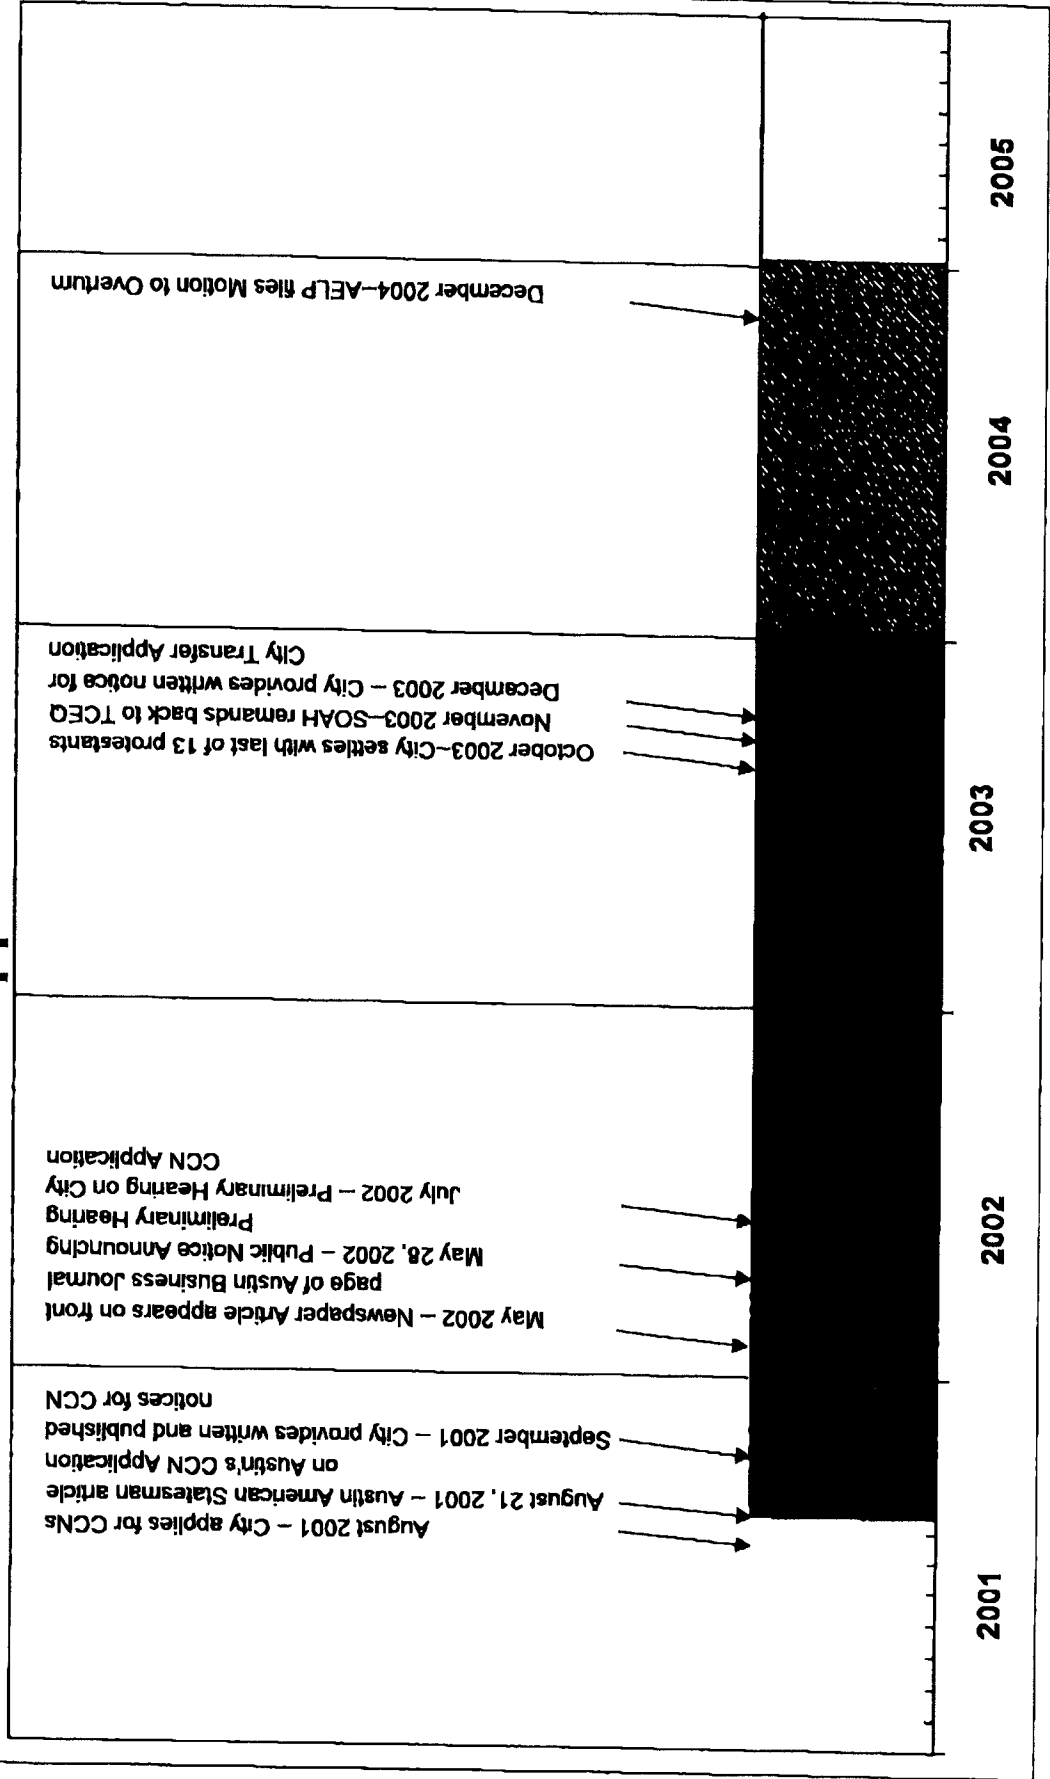 2001
August 2001 – City applies for CCNs
August 21, 2001 – Austin American Statesman article
on Austin's CCN Application
September 2001 – City provides written and published
notices for CCN
2002
May 2002 – Newspaper Article appears on front
page of Austin Business Journal
May 28, 2002 – Public Notice Announcing
Preliminary Hearing
July 2002 – Preliminary Hearing on City
CCN Application
2003
October 2003–City settles with last of 13 protestants
November 2003–SOAH remands back to TCEQ
December 2003 – City provides written notice for
City Transfer Application
2004
December 2004–AELP files Motion to Overturn
2005